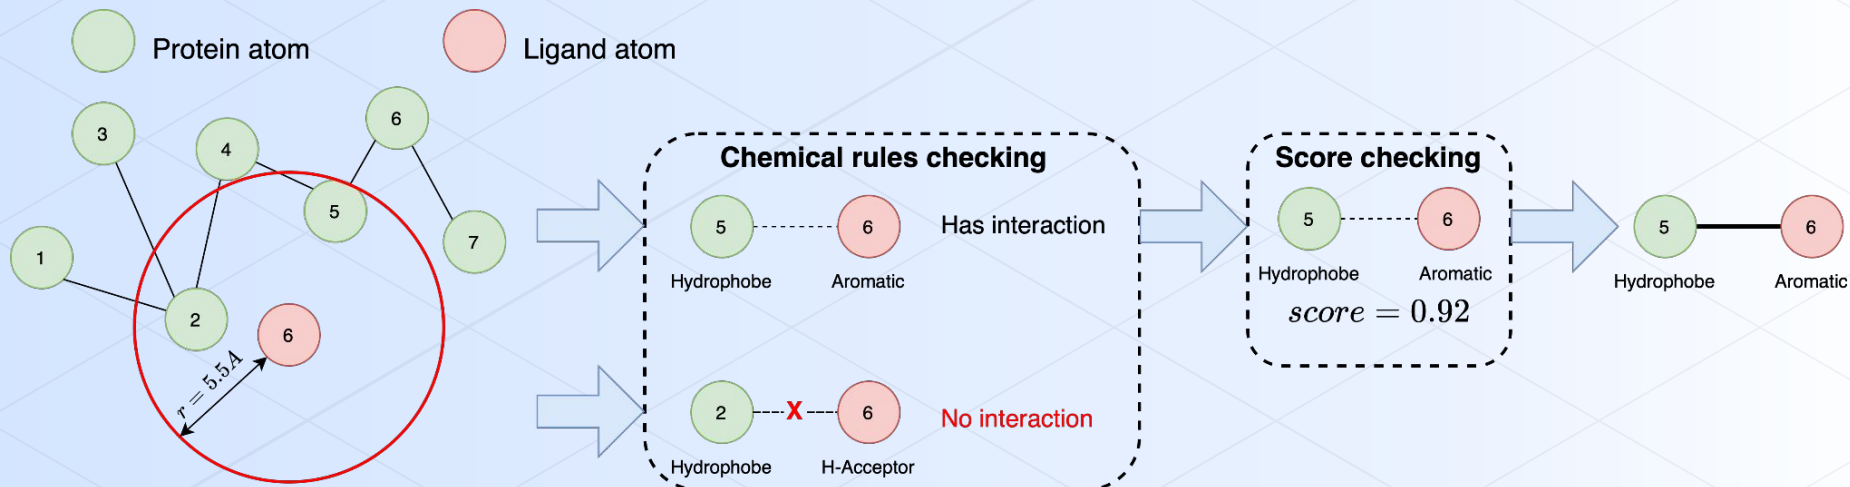 Protein atom
Ligand atom
3
4
6
5
7
1
2
6
r = 5.5A
Chemical rules checking
5
6
Has interaction
Hydrophobe
Aromatic
2
X
6
No interaction
Hydrophobe
H-Acceptor
Score checking
5
6
Hydrophobe
Aromatic
score = 0.92
5
6
Hydrophobe
Aromatic